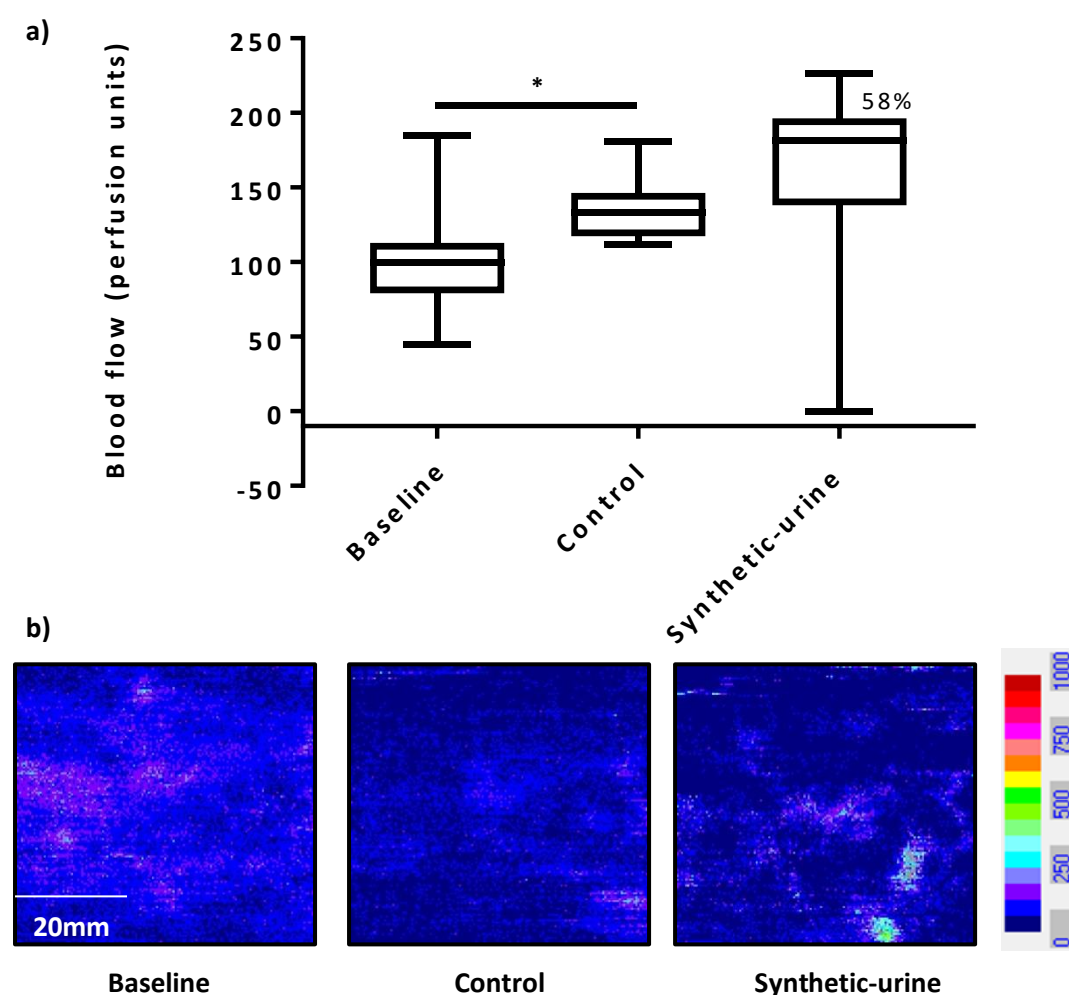 a)
Blood flow (perfusion units)
250
200
150
100
50
0
-50
*
58%
Baseline
Control
Synthetic-urine
b)
20mm
1000
750
500
250
0
Baseline
Control
Synthetic-urine